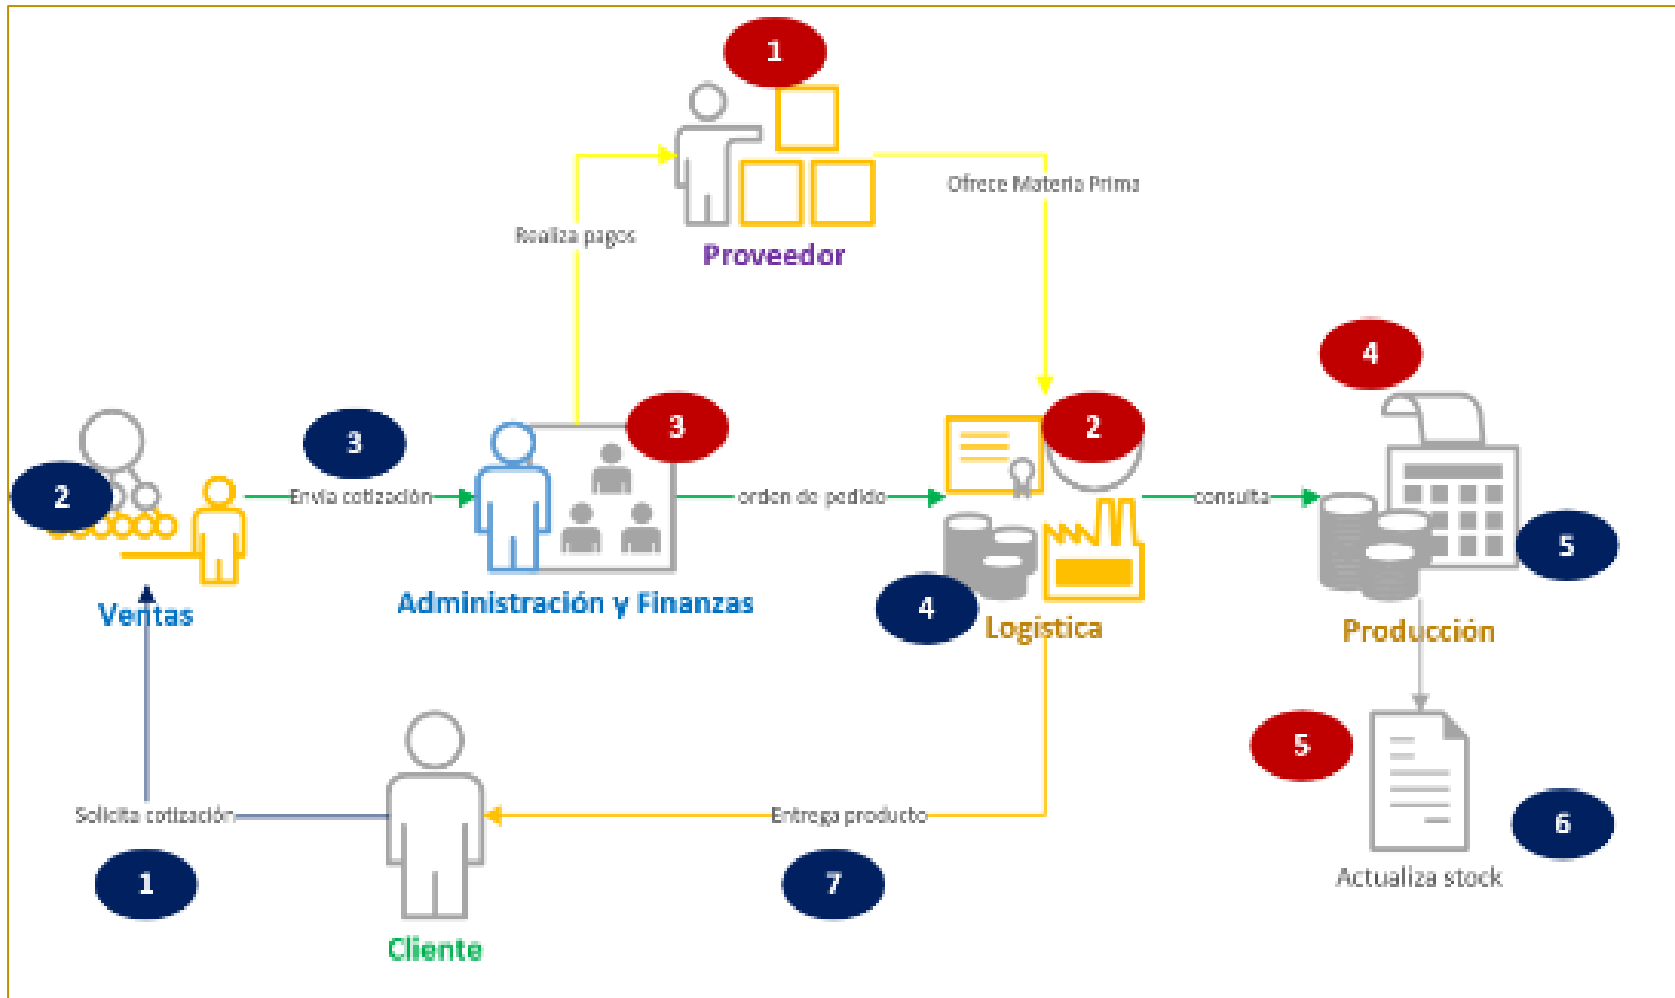 1
Ofrece Materia Prima
Realiza pagos
Proveedor
4
3
3
2
2
Envia cotización
orden de pedido
consulta
5
4
Ventas
Administración y Finanzas
Logística
Producción
5
Solicita cotización
Entrega producto
6
1
7
Actualiza stock
Cliente